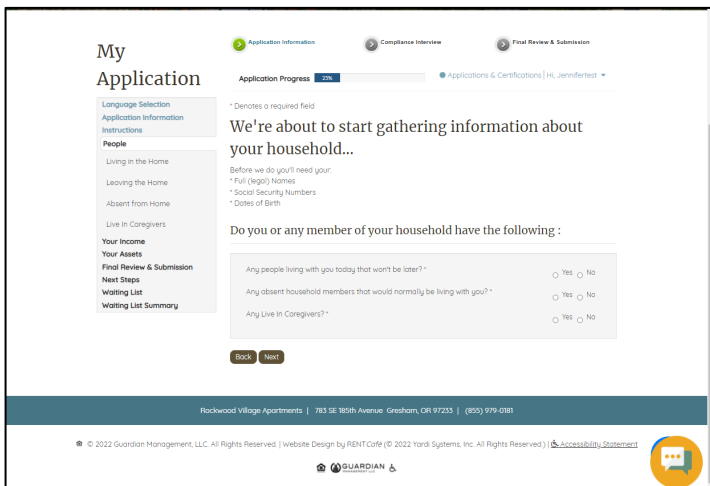 My
Application
Application Information
Compliance Interview
Final Review & Submission
Application Progress 23%
Applications & Certifications | Hi, Jennifertest
Language Selection
Application Information
Instructions
People
Living in the Home
Leaving the Home
Absent from Home
Live In Caregivers
Your Income
Your Assets
Final Review & Submission
Next Steps
Waiting List
Waiting List Summary
* Denotes a required field
We're about to start gathering information about
your household...
Before we do you'll need your:
* Full (legal) Names
* Social Security Numbers
* Dates of Birth
Do you or any member of your household have the following :
Any people living with you today that won't be later? * Yes No
Any absent household members that would normally be living with you? * Yes No
Any Live In Caregivers? * Yes No
Back Next
Rockwood Village Apartments | 783 SE 185th Avenue Gresham, OR 97233 | (855) 979-0181
© 2022 Guardian Management, LLC. All Rights Reserved. | Website Design by RENTCafé (© 2022 Yardi Systems, Inc. All Rights Reserved.) | Accessibility Statement
GUARDIAN
MANAGEMENT LLC